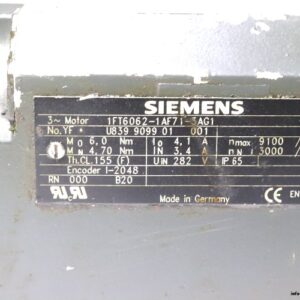 SIEMENS
3~ Motor 1FT6062-1AF71-3AG1
No. YF * U839 9099 01 001
M0 6,0 Nm I0 4,1 A nmax 9100 /
MN 4,70 Nm IN 3,4 A nN 3000 /
Th.Cl. 155 (F) UIN 282 V IP 65
Encoder I-2048
RN 000 B20
Made in Germany
CE EN